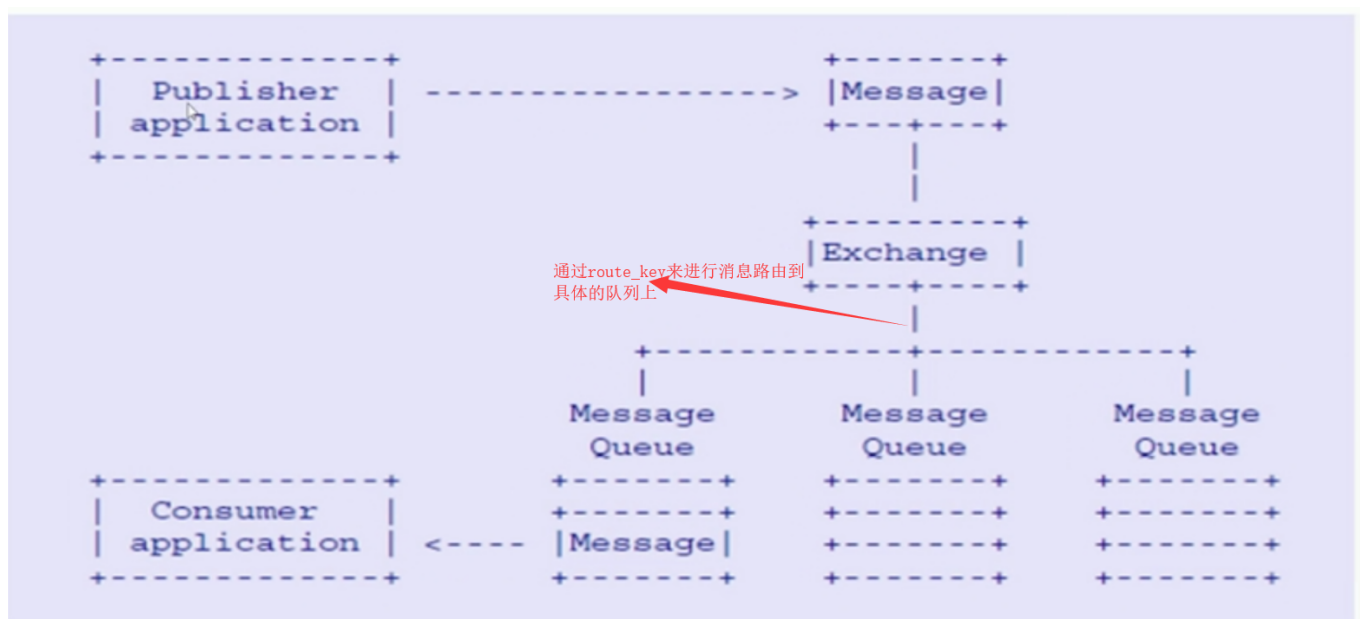 Publisher
application
Message
Exchange
通过route_key来进行消息路由到
具体的队列上
Message Message Message
Queue Queue Queue
Consumer
application
Message